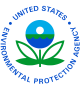 UNITED STATES
ENVIRONMENTAL PROTECTION AGENCY